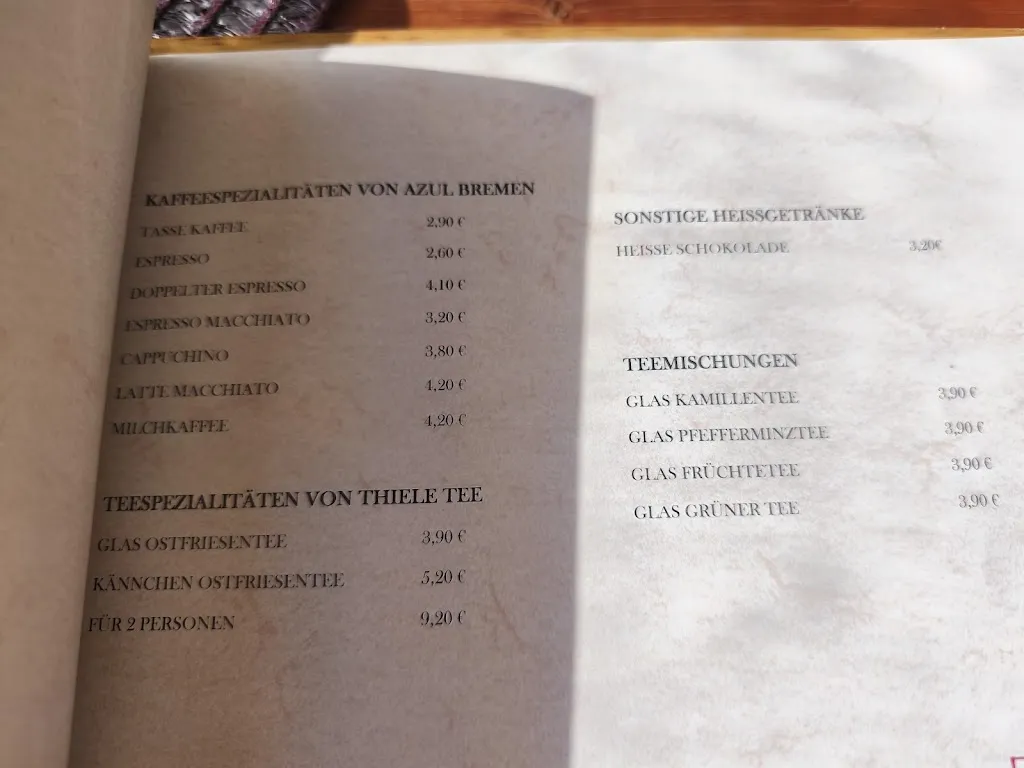 KAFFEESPEZIALITÄTEN VON AZUL BREMEN
TASSE KAFFEE 2,90 €
ESPRESSO 2,60 €
DOPPELTER ESPRESSO 4,10 €
ESPRESSO MACCHIATO 3,20 €
CAPPUCHINO 3,80 €
LATTE MACCHIATO 4,20 €
MILCHKAFFEE 4,20 €
TEESPEZIALITÄTEN VON THIELE TEE
GLAS OSTFRIESENTEE 3,90 €
KÄNNCHEN OSTFRIESENTEE 5,20 €
FÜR 2 PERSONEN 9,20 €
SONSTIGE HEISSGETRÄNKE
HEISSE SCHOKOLADE 3,20€
TEEMISCHUNGEN
GLAS KAMILLENTEE 3,90 €
GLAS PFEFFERMINZTEE 3,90 €
GLAS FRÜCHTETEE 3,90 €
GLAS GRÜNER TEE 3,90 €